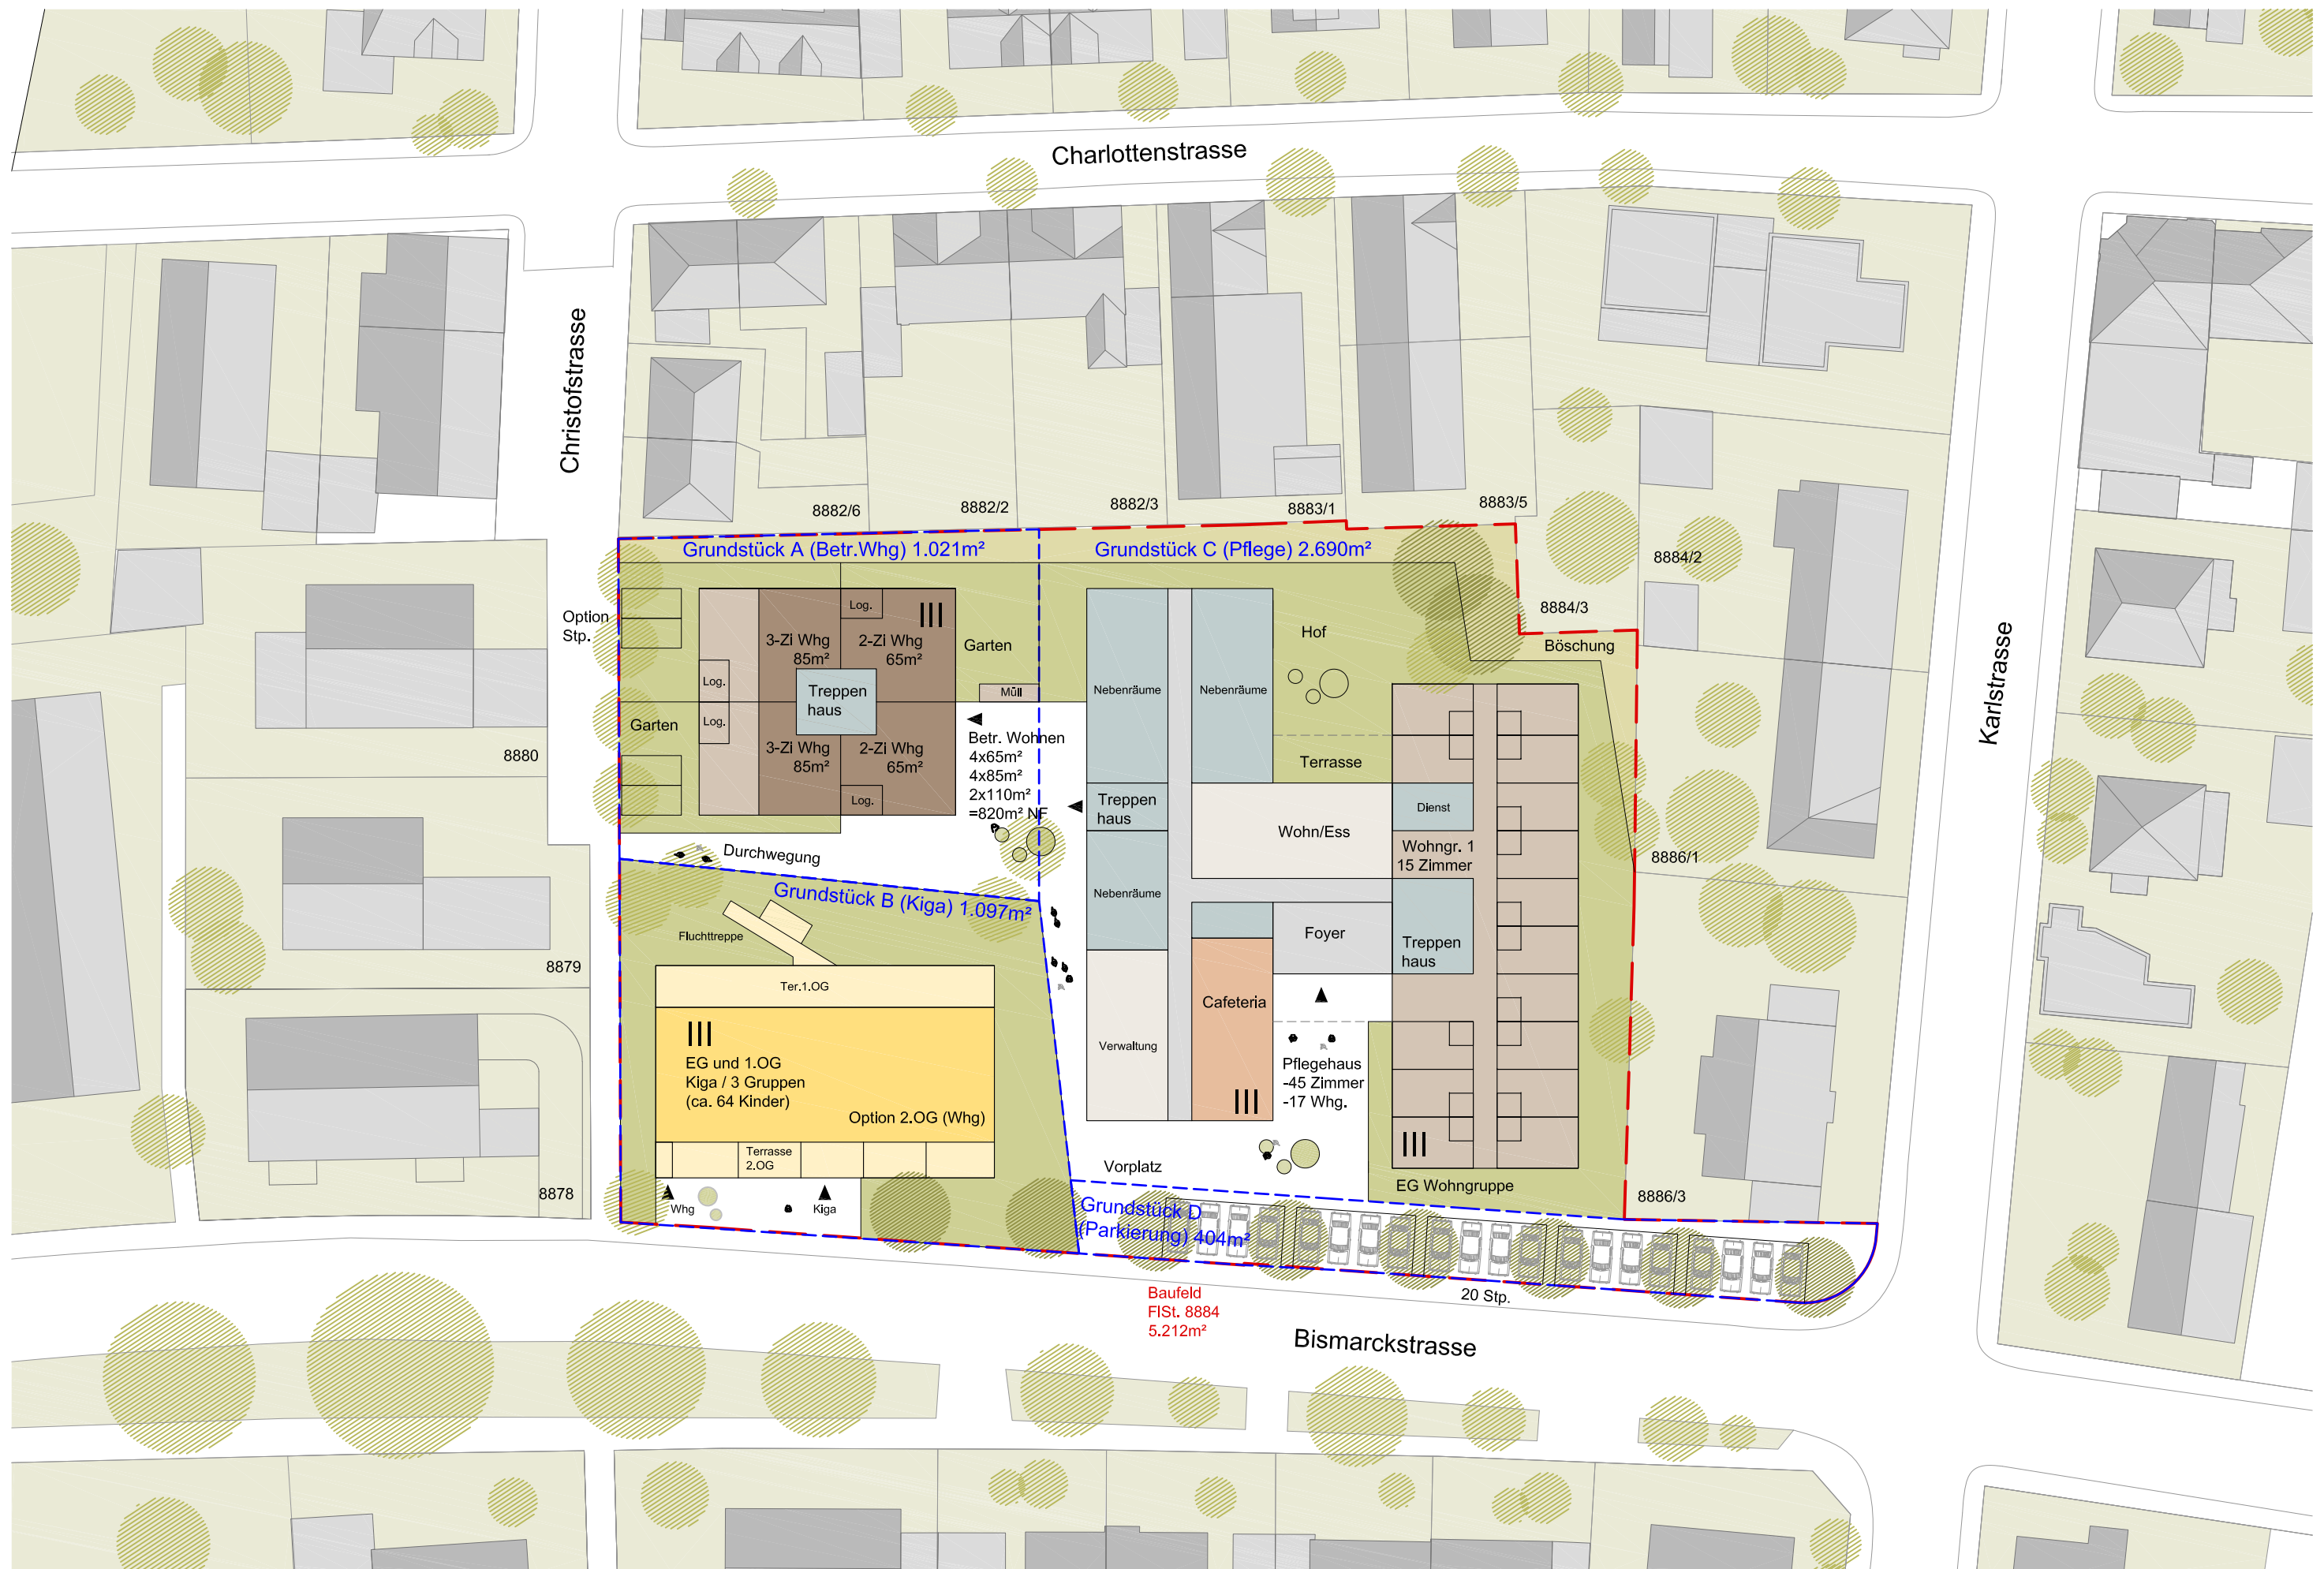 Charlottenstrasse
Christofstrasse
Karlstrasse
8882/6
8882/2
8882/3
8883/1
8883/5
8884/2
8884/3
8886/1
8886/3
8880
8879
8878
Grundstück A (Betr.Whg) 1.021m²
Grundstück C (Pflege) 2.690m²
Option
Stp.
Log.
3-Zi Whg
85m²
2-Zi Whg
65m²
Garten
Log.
Treppen
haus
Müll
Garten
Log.
3-Zi Whg
85m²
2-Zi Whg
65m²
Log.
Betr. Wohnen
4x65m²
4x85m²
2x110m²
=820m² NF
Durchwegung
Hof
Böschung
Nebenräume
Nebenräume
Terrasse
Treppen
haus
Wohn/Ess
Dienst
Wohngr. 1
15 Zimmer
Nebenräume
Foyer
Treppen
haus
Cafeteria
Verwaltung
Pflegehaus
-45 Zimmer
-17 Whg.
Vorplatz
EG Wohngruppe
Grundstück B (Kiga) 1.097m²
Fluchttreppe
Ter.1.OG
EG und 1.OG
Kiga / 3 Gruppen
(ca. 64 Kinder)
Option 2.OG (Whg)
Terrasse
2.OG
Whg
Kiga
Grundstück D
(Parkierung) 404m²
20 Stp.
Baufeld
FlSt. 8884
5.212m²
Bismarckstrasse